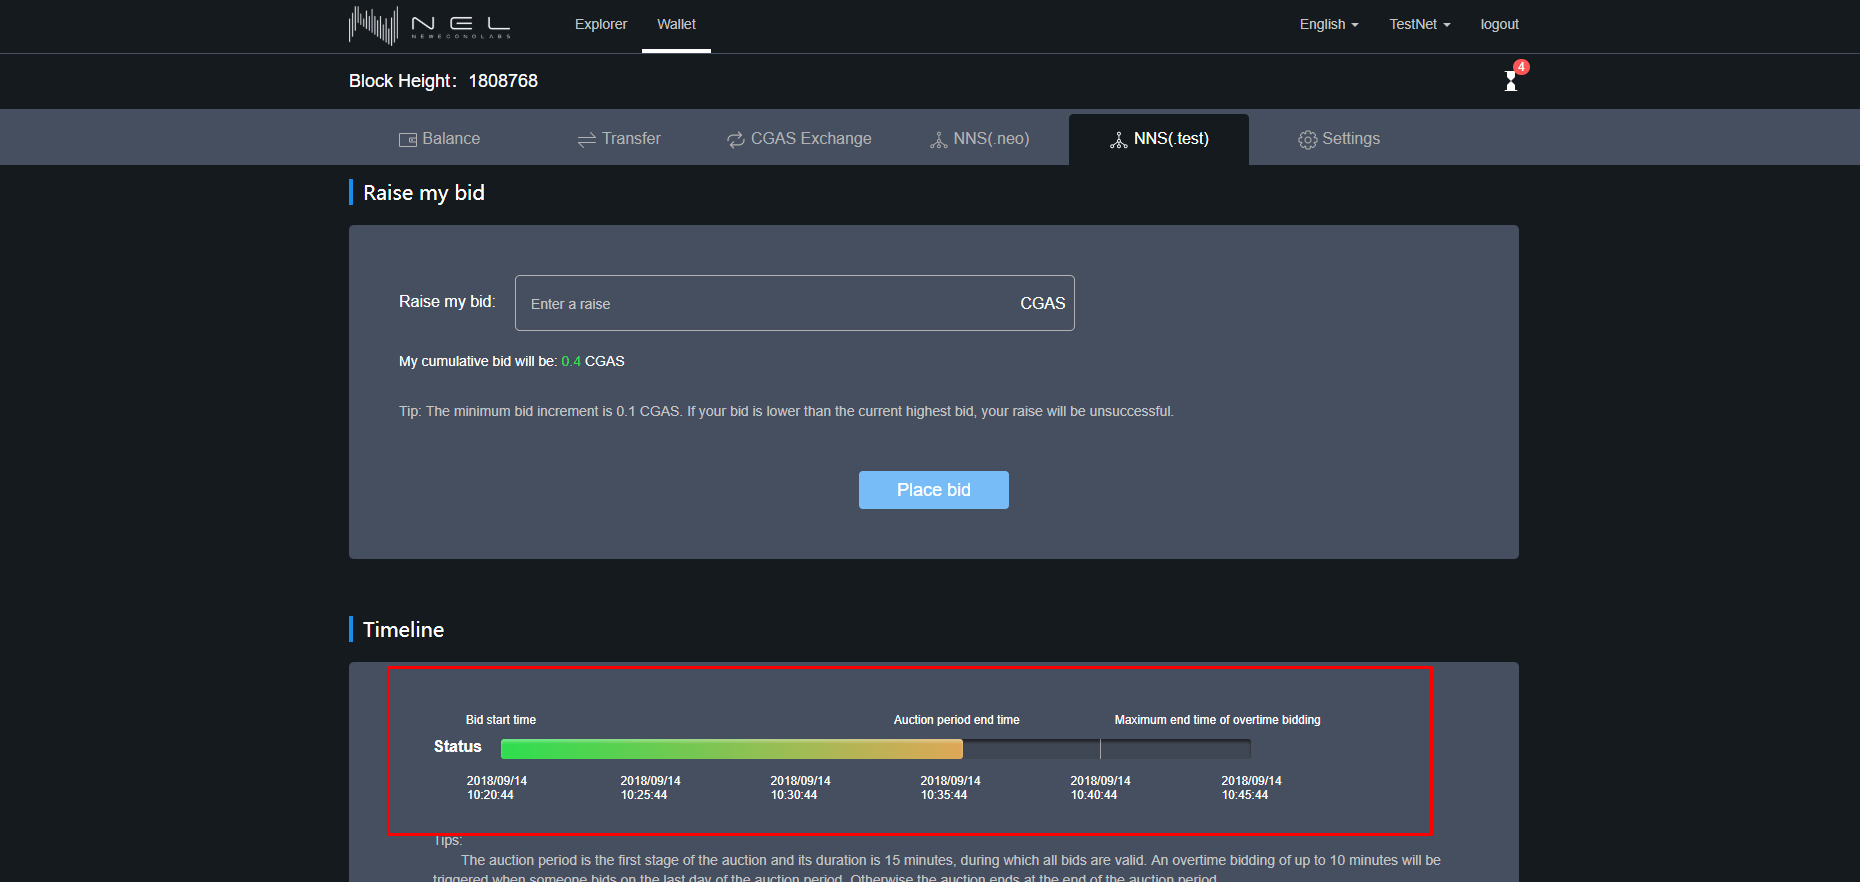 NEL
NEWECONOLABS
Explorer
Wallet
English
TestNet
logout
Block Height: 1808768
4
Balance
Transfer
CGAS Exchange
NNS(.neo)
NNS(.test)
Settings
Raise my bid
Raise my bid:
Enter a raise
CGAS
My cumulative bid will be: 0.4 CGAS
Tip: The minimum bid increment is 0.1 CGAS. If your bid is lower than the current highest bid, your raise will be unsuccessful.
Place bid
Timeline
Bid start time
Auction period end time
Maximum end time of overtime bidding
Status
2018/09/14
10:20:44
2018/09/14
10:25:44
2018/09/14
10:30:44
2018/09/14
10:35:44
2018/09/14
10:40:44
2018/09/14
10:45:44
Tips:
The auction period is the first stage of the auction and its duration is 15 minutes, during which all bids are valid. An overtime bidding of up to 10 minutes will be
triggered when someone bids on the last day of the auction period. Otherwise the auction ends at the end of the auction period.